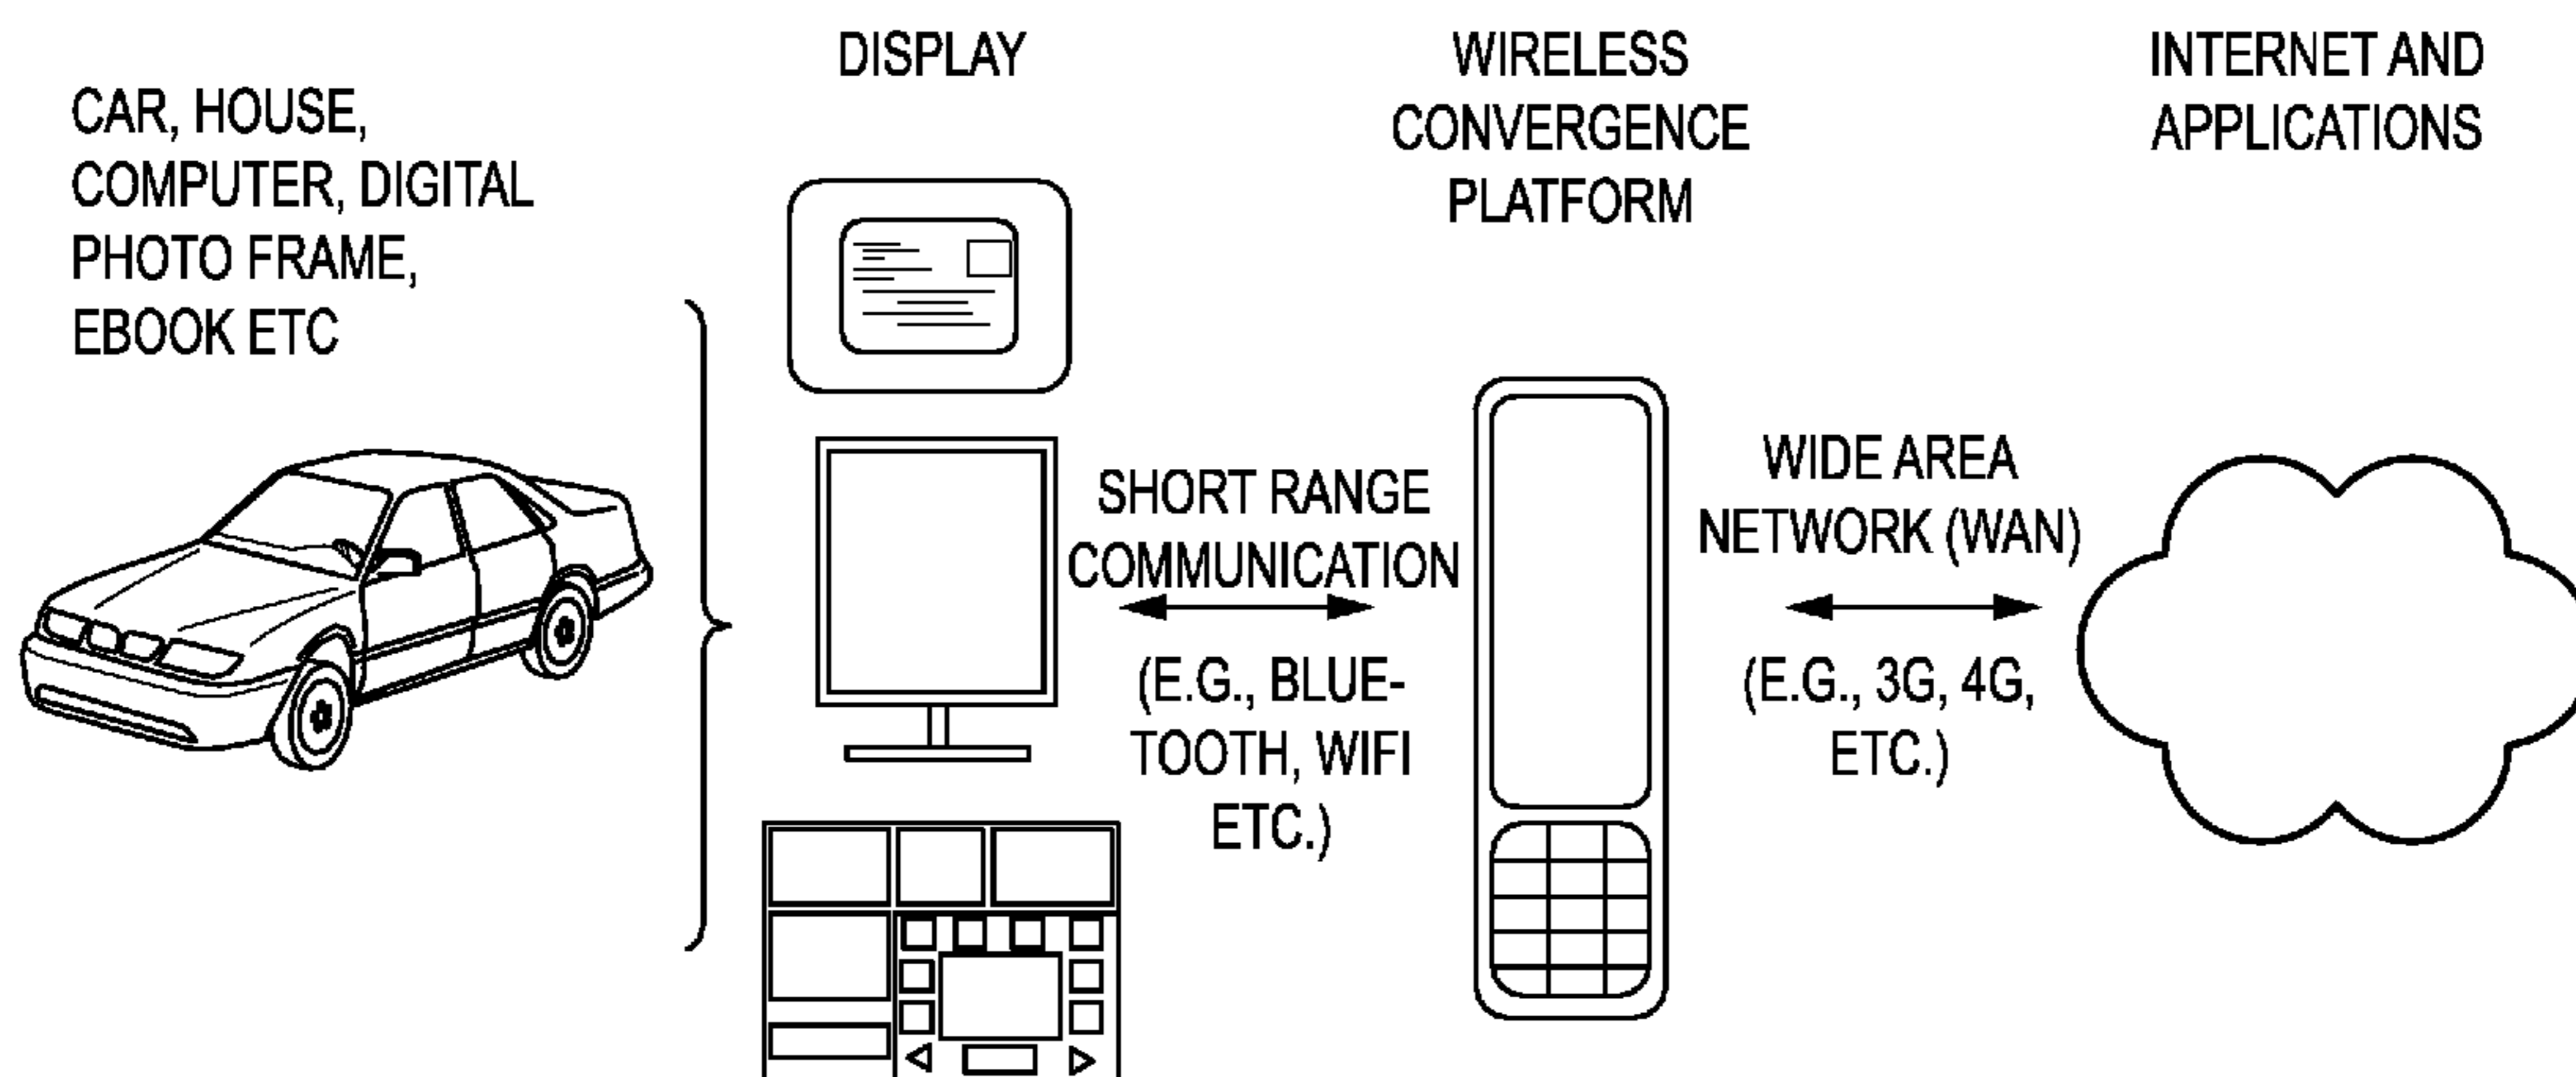 CAR, HOUSE,
COMPUTER, DIGITAL
PHOTO FRAME,
EBOOK ETC
DISPLAY
SHORT RANGE
COMMUNICATION
(E.G., BLUE-
TOOTH, WIFI
ETC.)
WIRELESS
CONVERGENCE
PLATFORM
WIDE AREA
NETWORK (WAN)
(E.G., 3G, 4G,
ETC.)
INTERNET AND
APPLICATIONS